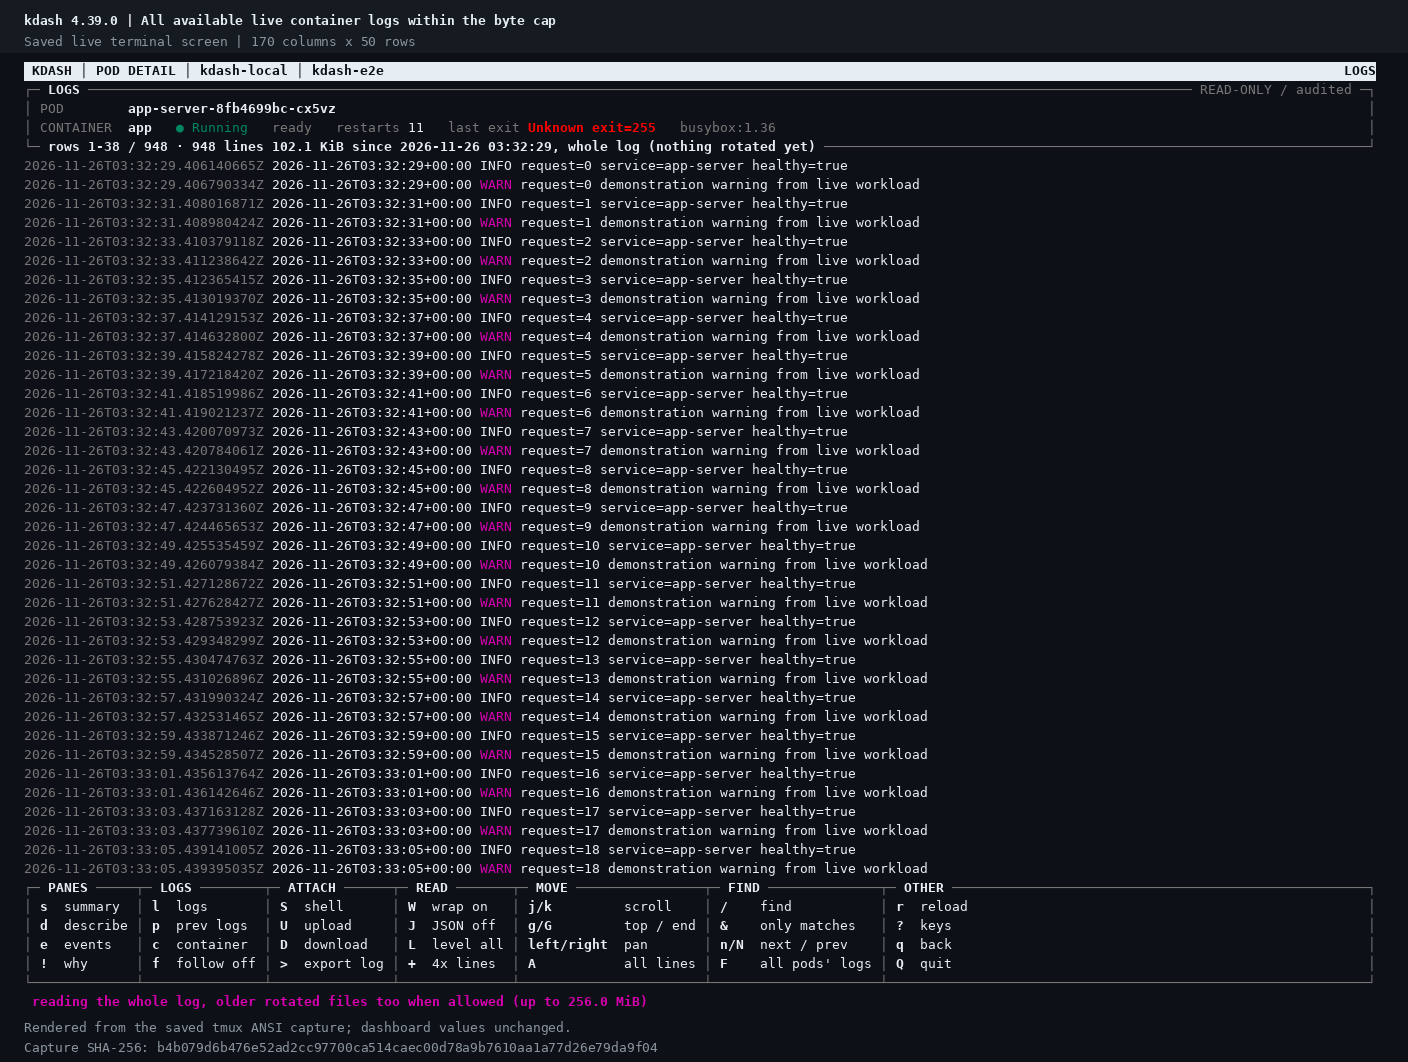 kdash 4.39.0 | All available live container logs within the byte cap
Saved live terminal screen | 170 columns x 50 rows
KDASH │ POD DETAIL │ kdash-local │ kdash-e2e LOGS
LOGS READ-ONLY / audited
POD app-server-8fb4699bc-cx5vz
CONTAINER app ● Running ready restarts 11 last exit Unknown exit=255 busybox:1.36
rows 1-38 / 948 · 948 lines 102.1 KiB since 2026-11-26 03:32:29, whole log (nothing rotated yet)
2026-11-26T03:32:29.406140665Z 2026-11-26T03:32:29+00:00 INFO request=0 service=app-server healthy=true
2026-11-26T03:32:29.406790334Z 2026-11-26T03:32:29+00:00 WARN request=0 demonstration warning from live workload
2026-11-26T03:32:31.408016871Z 2026-11-26T03:32:31+00:00 INFO request=1 service=app-server healthy=true
2026-11-26T03:32:31.408980424Z 2026-11-26T03:32:31+00:00 WARN request=1 demonstration warning from live workload
2026-11-26T03:32:33.410379118Z 2026-11-26T03:32:33+00:00 INFO request=2 service=app-server healthy=true
2026-11-26T03:32:33.411238642Z 2026-11-26T03:32:33+00:00 WARN request=2 demonstration warning from live workload
2026-11-26T03:32:35.412365415Z 2026-11-26T03:32:35+00:00 INFO request=3 service=app-server healthy=true
2026-11-26T03:32:35.413019370Z 2026-11-26T03:32:35+00:00 WARN request=3 demonstration warning from live workload
2026-11-26T03:32:37.414129153Z 2026-11-26T03:32:37+00:00 INFO request=4 service=app-server healthy=true
2026-11-26T03:32:37.414632800Z 2026-11-26T03:32:37+00:00 WARN request=4 demonstration warning from live workload
2026-11-26T03:32:39.415824278Z 2026-11-26T03:32:39+00:00 INFO request=5 service=app-server healthy=true
2026-11-26T03:32:39.417218420Z 2026-11-26T03:32:39+00:00 WARN request=5 demonstration warning from live workload
2026-11-26T03:32:41.418519986Z 2026-11-26T03:32:41+00:00 INFO request=6 service=app-server healthy=true
2026-11-26T03:32:41.419021237Z 2026-11-26T03:32:41+00:00 WARN request=6 demonstration warning from live workload
2026-11-26T03:32:43.420070973Z 2026-11-26T03:32:43+00:00 INFO request=7 service=app-server healthy=true
2026-11-26T03:32:43.420784061Z 2026-11-26T03:32:43+00:00 WARN request=7 demonstration warning from live workload
2026-11-26T03:32:45.422130495Z 2026-11-26T03:32:45+00:00 INFO request=8 service=app-server healthy=true
2026-11-26T03:32:45.422604952Z 2026-11-26T03:32:45+00:00 WARN request=8 demonstration warning from live workload
2026-11-26T03:32:47.423731360Z 2026-11-26T03:32:47+00:00 INFO request=9 service=app-server healthy=true
2026-11-26T03:32:47.424465653Z 2026-11-26T03:32:47+00:00 WARN request=9 demonstration warning from live workload
2026-11-26T03:32:49.425535459Z 2026-11-26T03:32:49+00:00 INFO request=10 service=app-server healthy=true
2026-11-26T03:32:49.426079384Z 2026-11-26T03:32:49+00:00 WARN request=10 demonstration warning from live workload
2026-11-26T03:32:51.427128672Z 2026-11-26T03:32:51+00:00 INFO request=11 service=app-server healthy=true
2026-11-26T03:32:51.427628427Z 2026-11-26T03:32:51+00:00 WARN request=11 demonstration warning from live workload
2026-11-26T03:32:53.428753923Z 2026-11-26T03:32:53+00:00 INFO request=12 service=app-server healthy=true
2026-11-26T03:32:53.429348299Z 2026-11-26T03:32:53+00:00 WARN request=12 demonstration warning from live workload
2026-11-26T03:32:55.430474763Z 2026-11-26T03:32:55+00:00 INFO request=13 service=app-server healthy=true
2026-11-26T03:32:55.431026896Z 2026-11-26T03:32:55+00:00 WARN request=13 demonstration warning from live workload
2026-11-26T03:32:57.431990324Z 2026-11-26T03:32:57+00:00 INFO request=14 service=app-server healthy=true
2026-11-26T03:32:57.432531465Z 2026-11-26T03:32:57+00:00 WARN request=14 demonstration warning from live workload
2026-11-26T03:32:59.433871246Z 2026-11-26T03:32:59+00:00 INFO request=15 service=app-server healthy=true
2026-11-26T03:32:59.434528507Z 2026-11-26T03:32:59+00:00 WARN request=15 demonstration warning from live workload
2026-11-26T03:33:01.435613764Z 2026-11-26T03:33:01+00:00 INFO request=16 service=app-server healthy=true
2026-11-26T03:33:01.436142646Z 2026-11-26T03:33:01+00:00 WARN request=16 demonstration warning from live workload
2026-11-26T03:33:03.437163128Z 2026-11-26T03:33:03+00:00 INFO request=17 service=app-server healthy=true
2026-11-26T03:33:03.437739610Z 2026-11-26T03:33:03+00:00 WARN request=17 demonstration warning from live workload
2026-11-26T03:33:05.439141005Z 2026-11-26T03:33:05+00:00 INFO request=18 service=app-server healthy=true
2026-11-26T03:33:05.439395035Z 2026-11-26T03:33:05+00:00 WARN request=18 demonstration warning from live workload
PANES LOGS ATTACH READ MOVE FIND OTHER
s summary │ l logs │ S shell │ W wrap on │ j/k scroll │ / find │ r reload
d describe │ p prev logs │ U upload │ J JSON off │ g/G top / end │ & only matches │ ? keys
e events │ c container │ D download │ L level all │ left/right pan │ n/N next / prev │ q back
! why │ f follow off │ > export log │ + 4x lines │ A all lines │ F all pods' logs │ Q quit
reading the whole log, older rotated files too when allowed (up to 256.0 MiB)
Rendered from the saved tmux ANSI capture; dashboard values unchanged.
Capture SHA-256: b4b079d6b476e52ad2cc97700ca514caec00d78a9b7610aa1a77d26e79da9f04